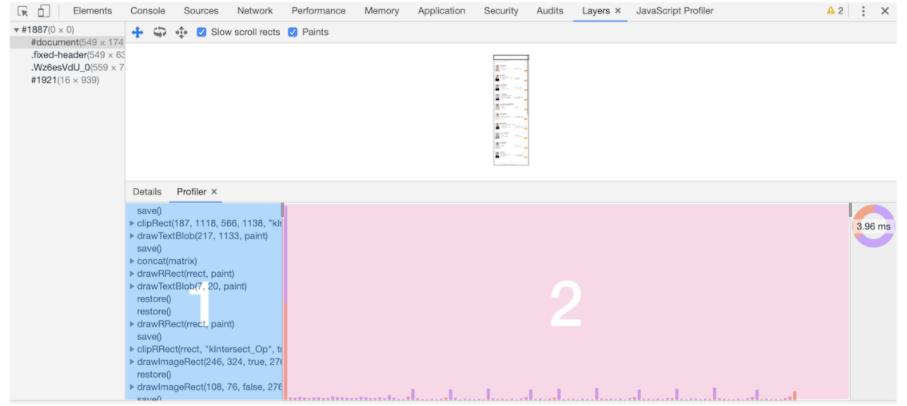 Elements Console Sources Network Performance Memory Application Security Audits Layers × JavaScript Profiler 2
#1887(0 × 0)
Slow scroll rects Paints
#document(549 × 174
.fixed-header(549 × 63
.Wz6esVdU_0(559 × 7
#1921(16 × 939)
Details Profiler ×
save()
clipRect(187, 1118, 566, 1138, "kIn
drawTextBlob(217, 1133, paint)
save()
concat(matrix)
drawRRect(rrect, paint)
drawTextBlob(7, 20, paint)
restore()
restore()
drawRRect(rrect, paint)
save()
clipRRect(rrect, "kIntersect_Op", tr
drawImageRect(246, 324, true, 276
restore()
drawImageRect(108, 76, false, 276
save()
1
2
3.96 ms